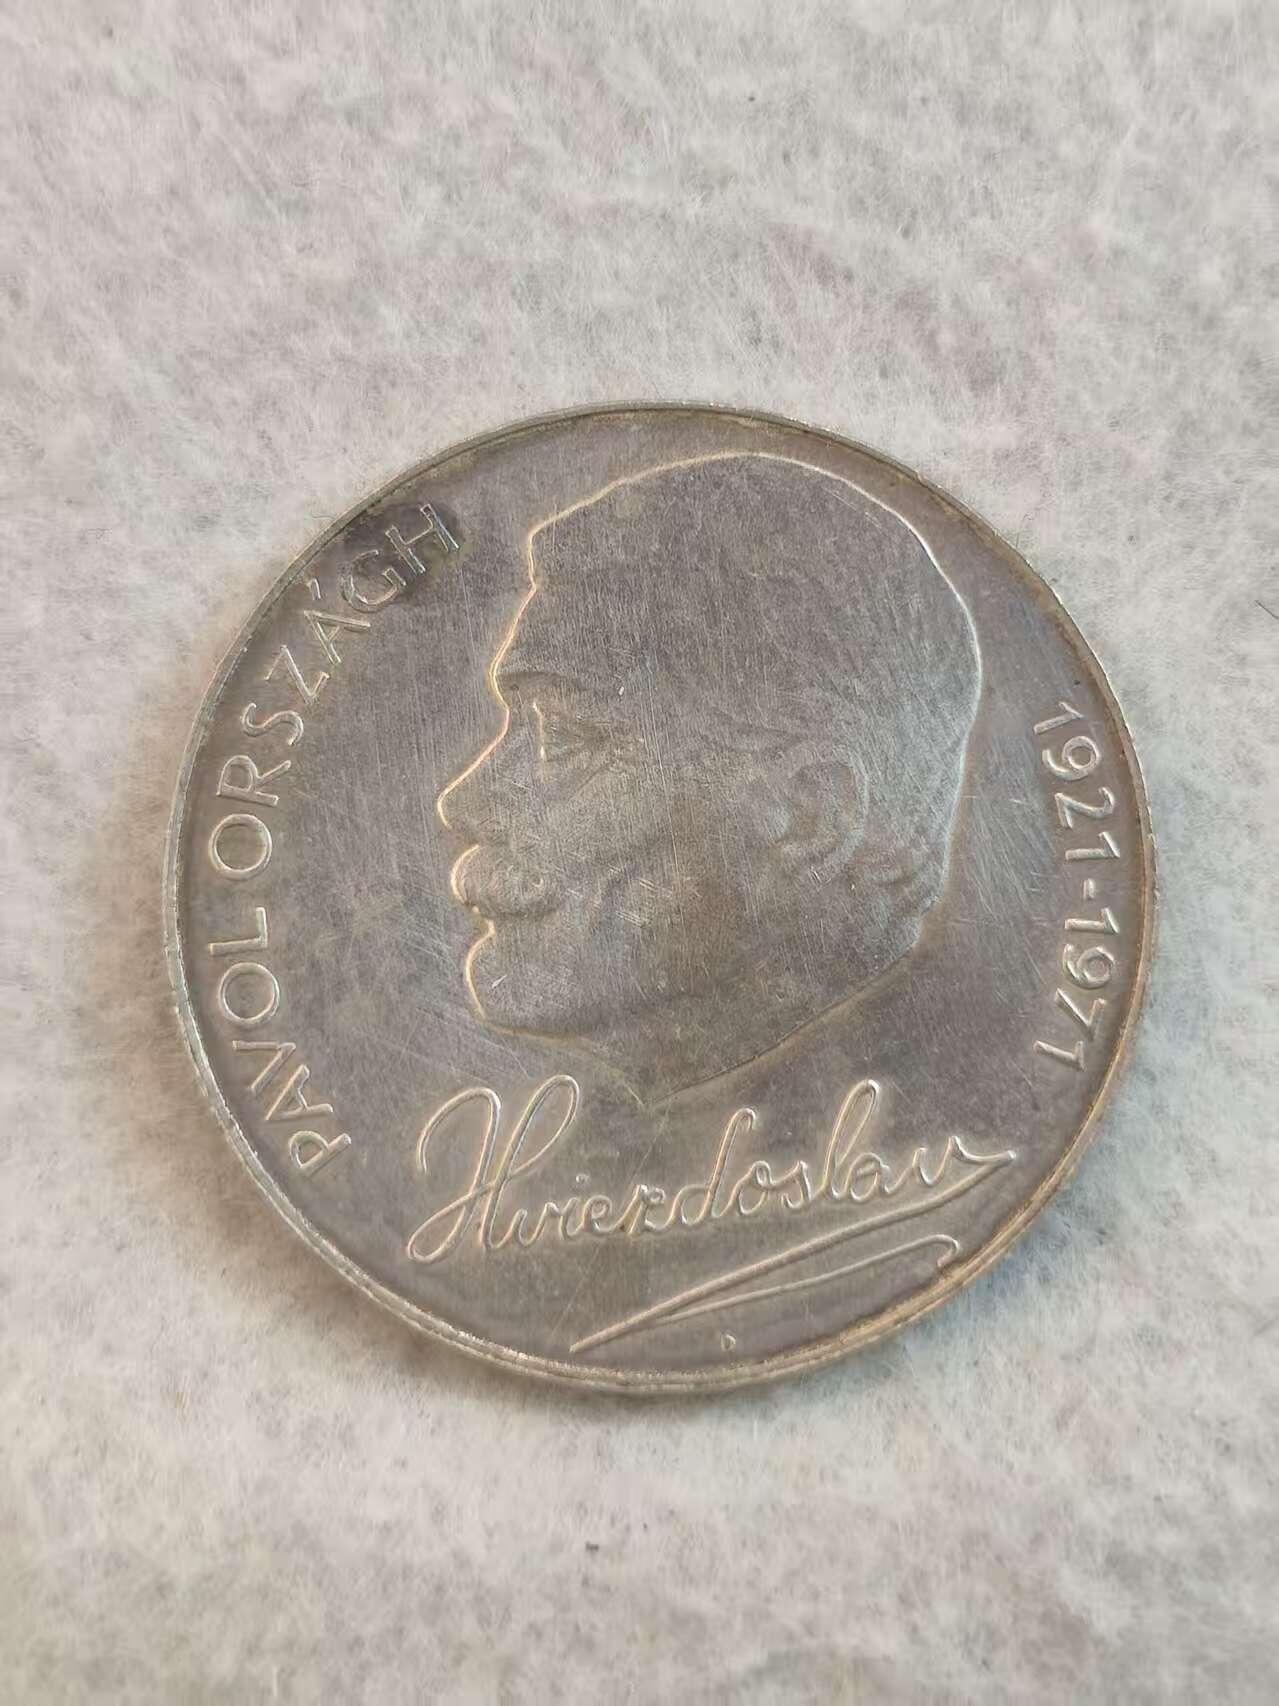 PAVOL ORSZÁGH
1921-1971
Hviezdoslav